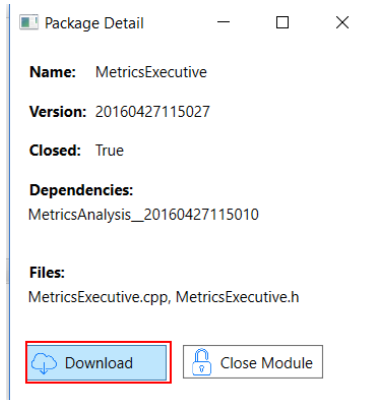 Package Detail
Name: MetricsExecutive
Version: 20160427115027
Closed: True
Dependencies:
MetricsAnalysis__20160427115010
Files:
MetricsExecutive.cpp, MetricsExecutive.h
Download
Close Module